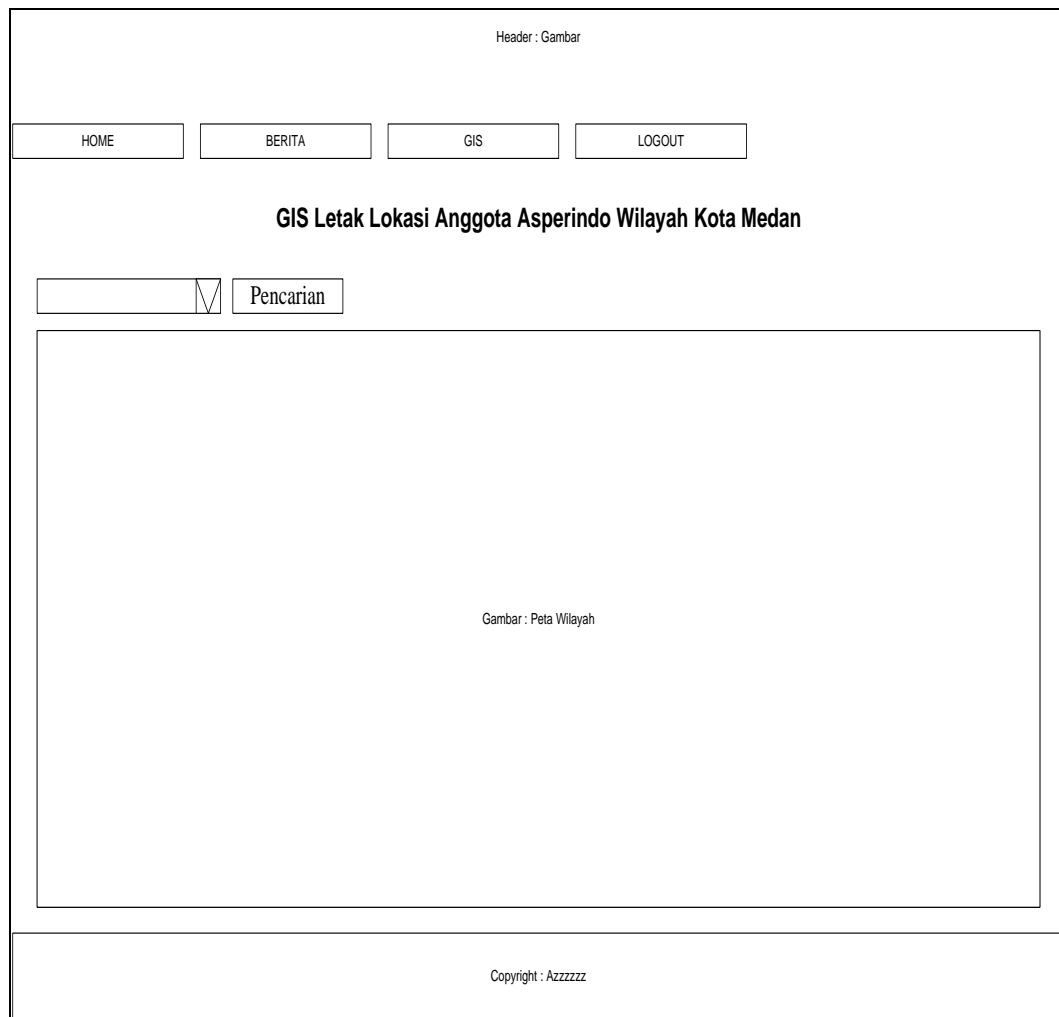 Header : Gambar
HOME BERITA GIS LOGOUT
GIS Letak Lokasi Anggota Asperindo Wilayah Kota Medan
Pencarian
Gambar : Peta Wilayah
Copyright : Azzzzzz